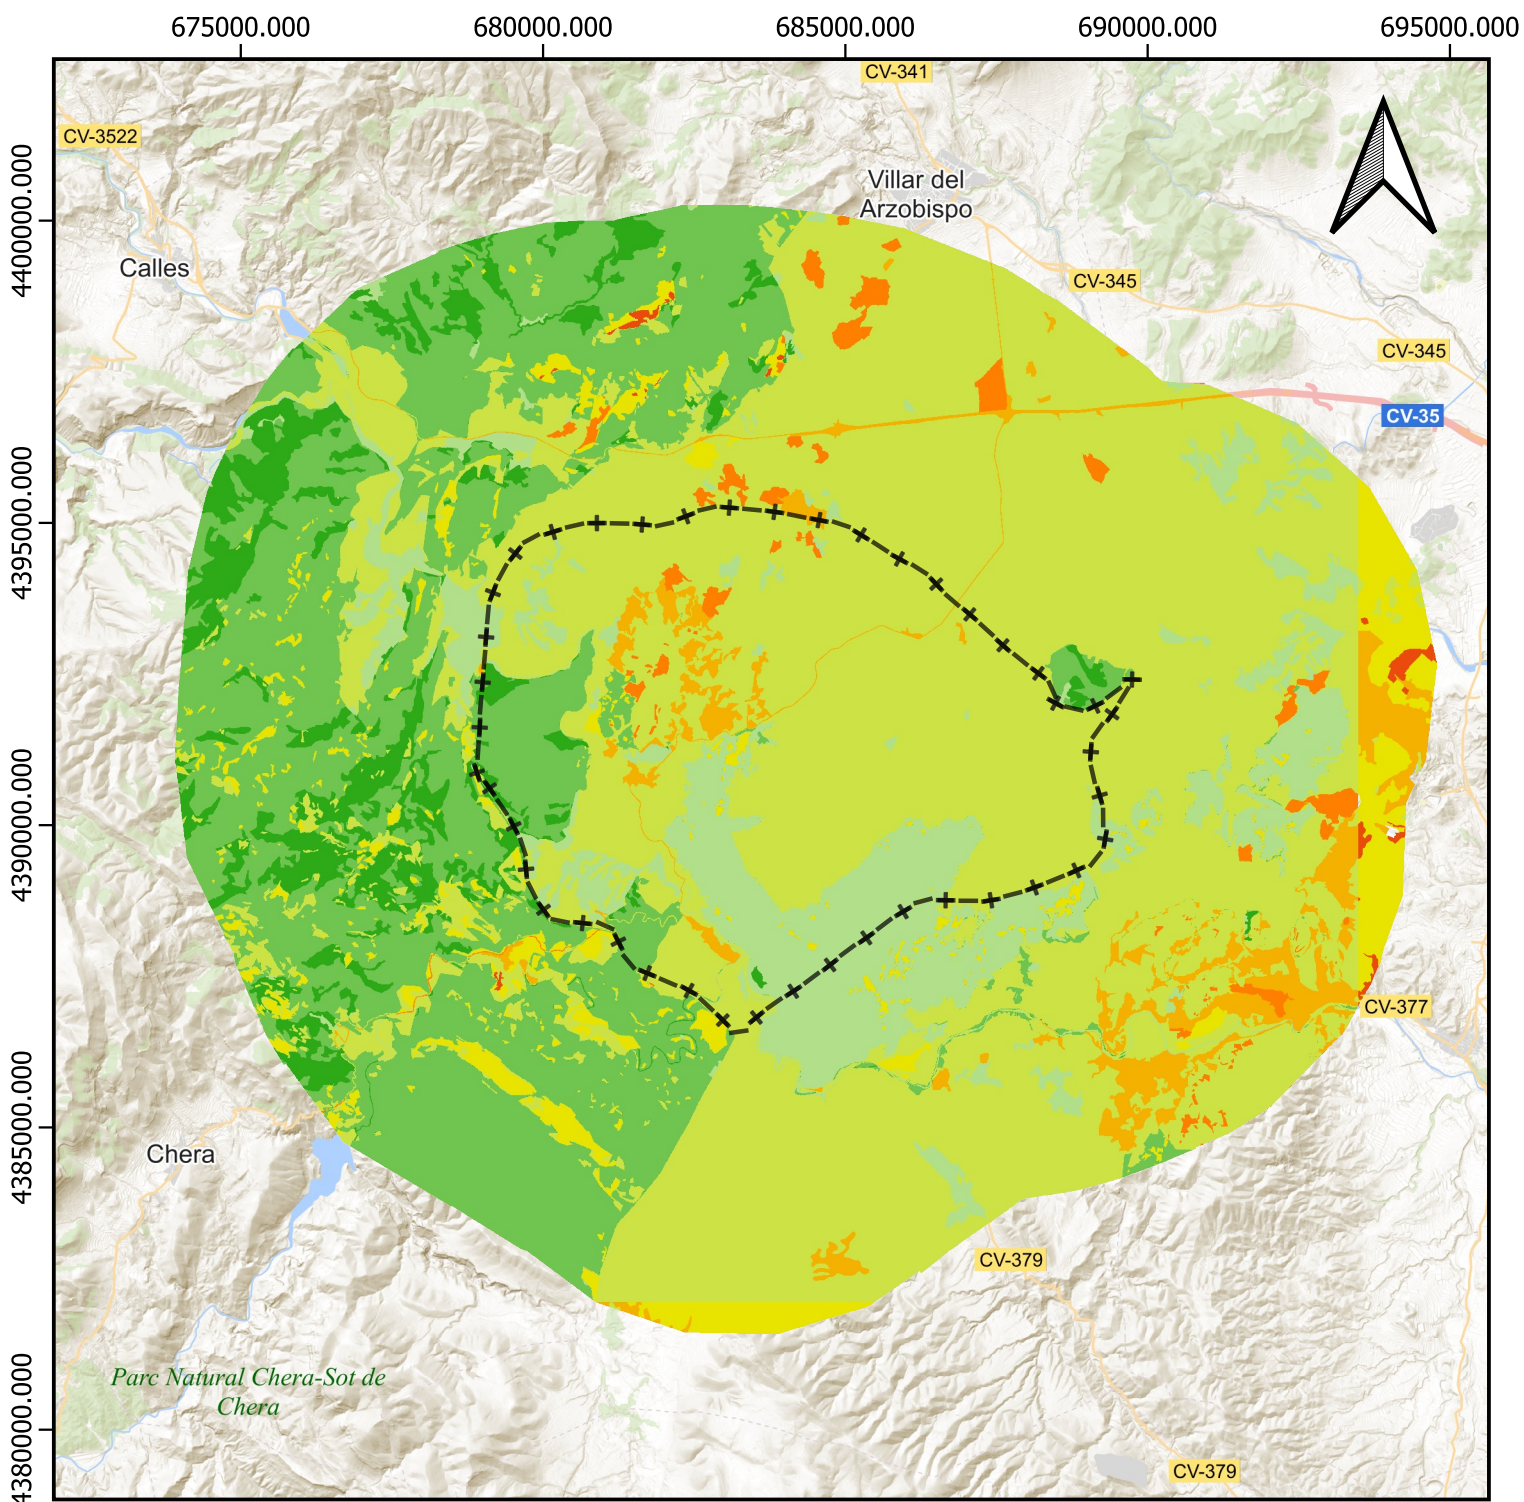 675000.000 680000.000 685000.000 690000.000 695000.000
CV-341
CV-3522
4400000.000
Villar del
Arzobispo
Calles
CV-345
CV-345
CV-35
4395000.000
4390000.000
CV-377
4385000.000
Chera
CV-379
Parc Natural Chera-Sot de
Chera
4380000.000
CV-379